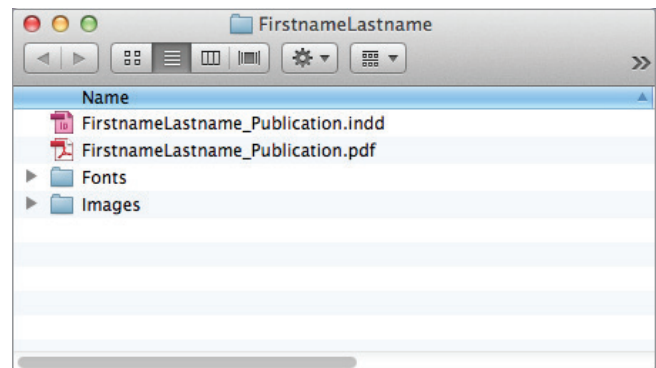 FirstnameLastname
Name
FirstnameLastname_Publication.indd
FirstnameLastname_Publication.pdf
Fonts
Images